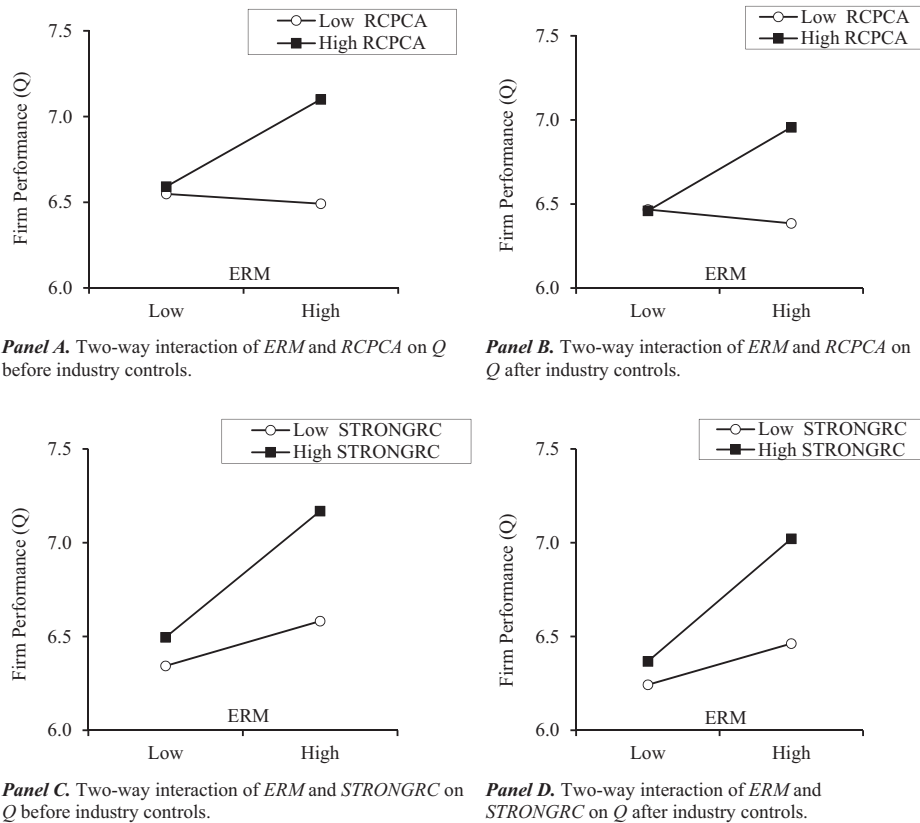 Low RCPCA
High RCPCA
Firm Performance (Q)
7.5
7.0
6.5
6.0
ERM
Low High
Panel A. Two-way interaction of ERM and RCPCA on Q
before industry controls.
Low RCPCA
High RCPCA
Firm Performance (Q)
7.5
7.0
6.5
6.0
ERM
Low High
Panel B. Two-way interaction of ERM and RCPCA on
Q after industry controls.
Low STRONGRC
High STRONGRC
Firm Performance (Q)
7.5
7.0
6.5
6.0
ERM
Low High
Panel C. Two-way interaction of ERM and STRONGRC on
Q before industry controls.
Low STRONGRC
High STRONGRC
Firm Performance (Q)
7.5
7.0
6.5
6.0
ERM
Low High
Panel D. Two-way interaction of ERM and
STRONGRC on Q after industry controls.